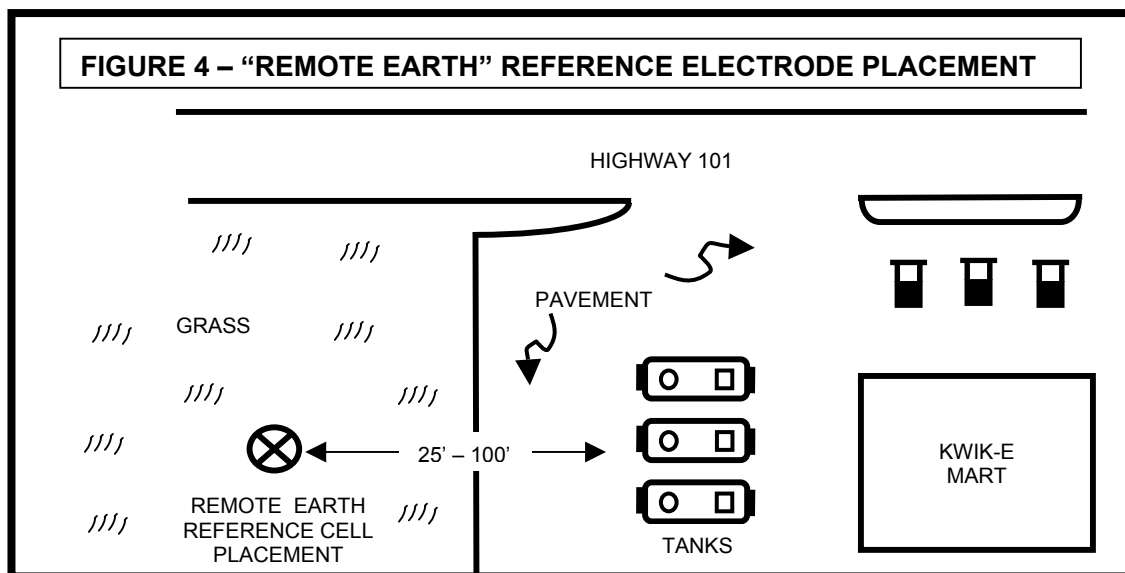 FIGURE 4 – “REMOTE EARTH” REFERENCE ELECTRODE PLACEMENT
HIGHWAY 101
PAVEMENT
GRASS
25’ – 100’
KWIK-E
MART
REMOTE EARTH
REFERENCE CELL
PLACEMENT
TANKS